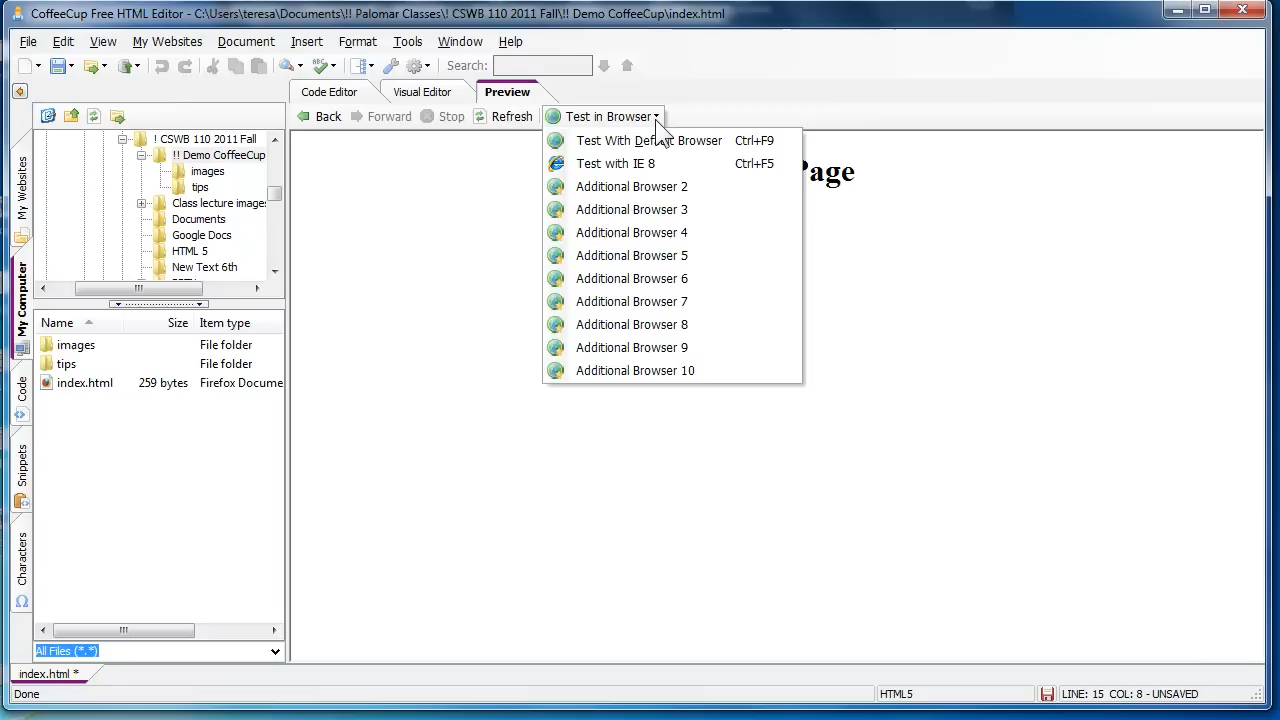 CoffeeCup Free HTML Editor - C:\Users\teresa\Documents\!! Palomar Classes\! CSWB 110 2011 Fall\!! Demo CoffeeCup\index.html
File Edit View My Websites Document Insert Format Tools Window Help
Search:
Code Editor Visual Editor Preview
Back Forward Stop Refresh Test in Browser
Test With Default Browser Ctrl+F9
Test with IE 8 Ctrl+F5
Additional Browser 2
Additional Browser 3
Additional Browser 4
Additional Browser 5
Additional Browser 6
Additional Browser 7
Additional Browser 8
Additional Browser 9
Additional Browser 10
Page
My Websites
My Computer
Code
Snippets
Characters
! CSWB 110 2011 Fall
!! Demo CoffeeCup
images
tips
Class lecture images
Documents
Google Docs
HTML 5
New Text 6th
Name Size Item type
images File folder
tips File folder
index.html 259 bytes Firefox Docume
All Files (*.*)
index.html *
Done HTML5 LINE: 15 COL: 8 - UNSAVED